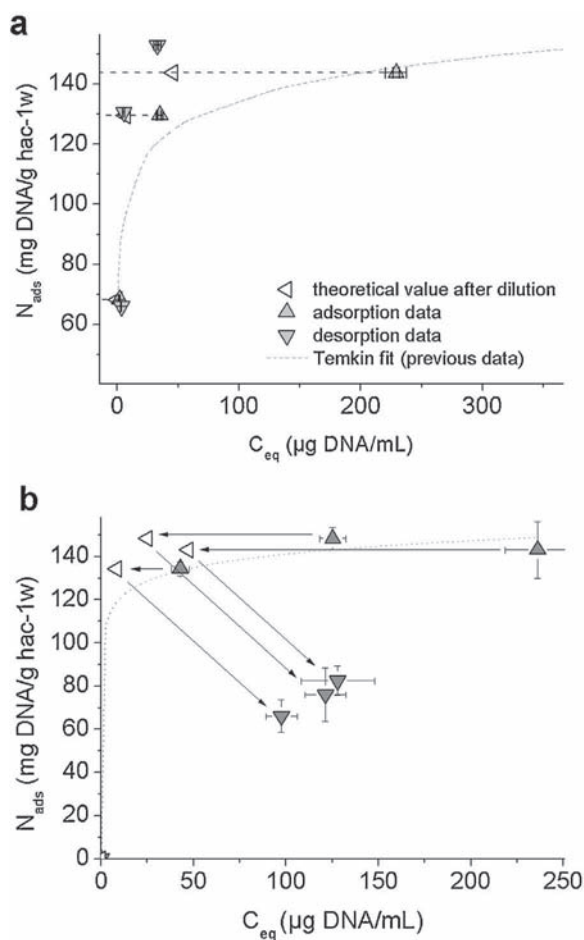 a
140
120
100
80
60
N_ads (mg DNA/g hac-1w)
theoretical value after dilution
adsorption data
desorption data
Temkin fit (previous data)
0 100 200 300
C_eq (µg DNA/mL)
b
140
120
100
80
60
40
20
0
N_ads (mg DNA/g hac-1w)
0 50 100 150 200 250
C_eq (µg DNA/mL)